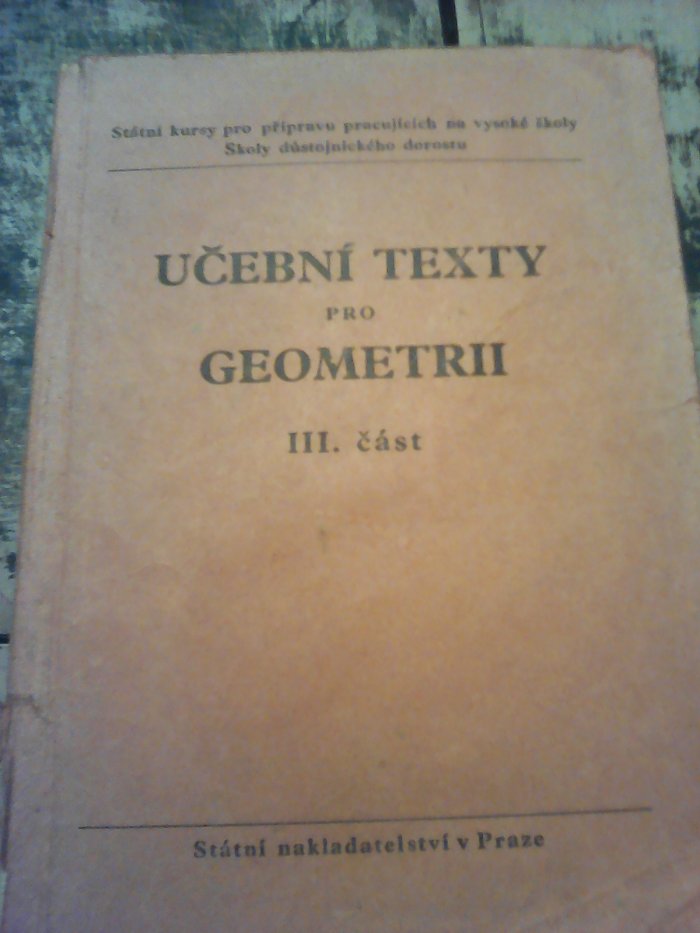 Státní kursy pro přípravu pracujících na vysoké školy
Školy důstojnického dorostu
UČEBNÍ TEXTY
PRO
GEOMETRII
III. část
Státní nakladatelství v Praze